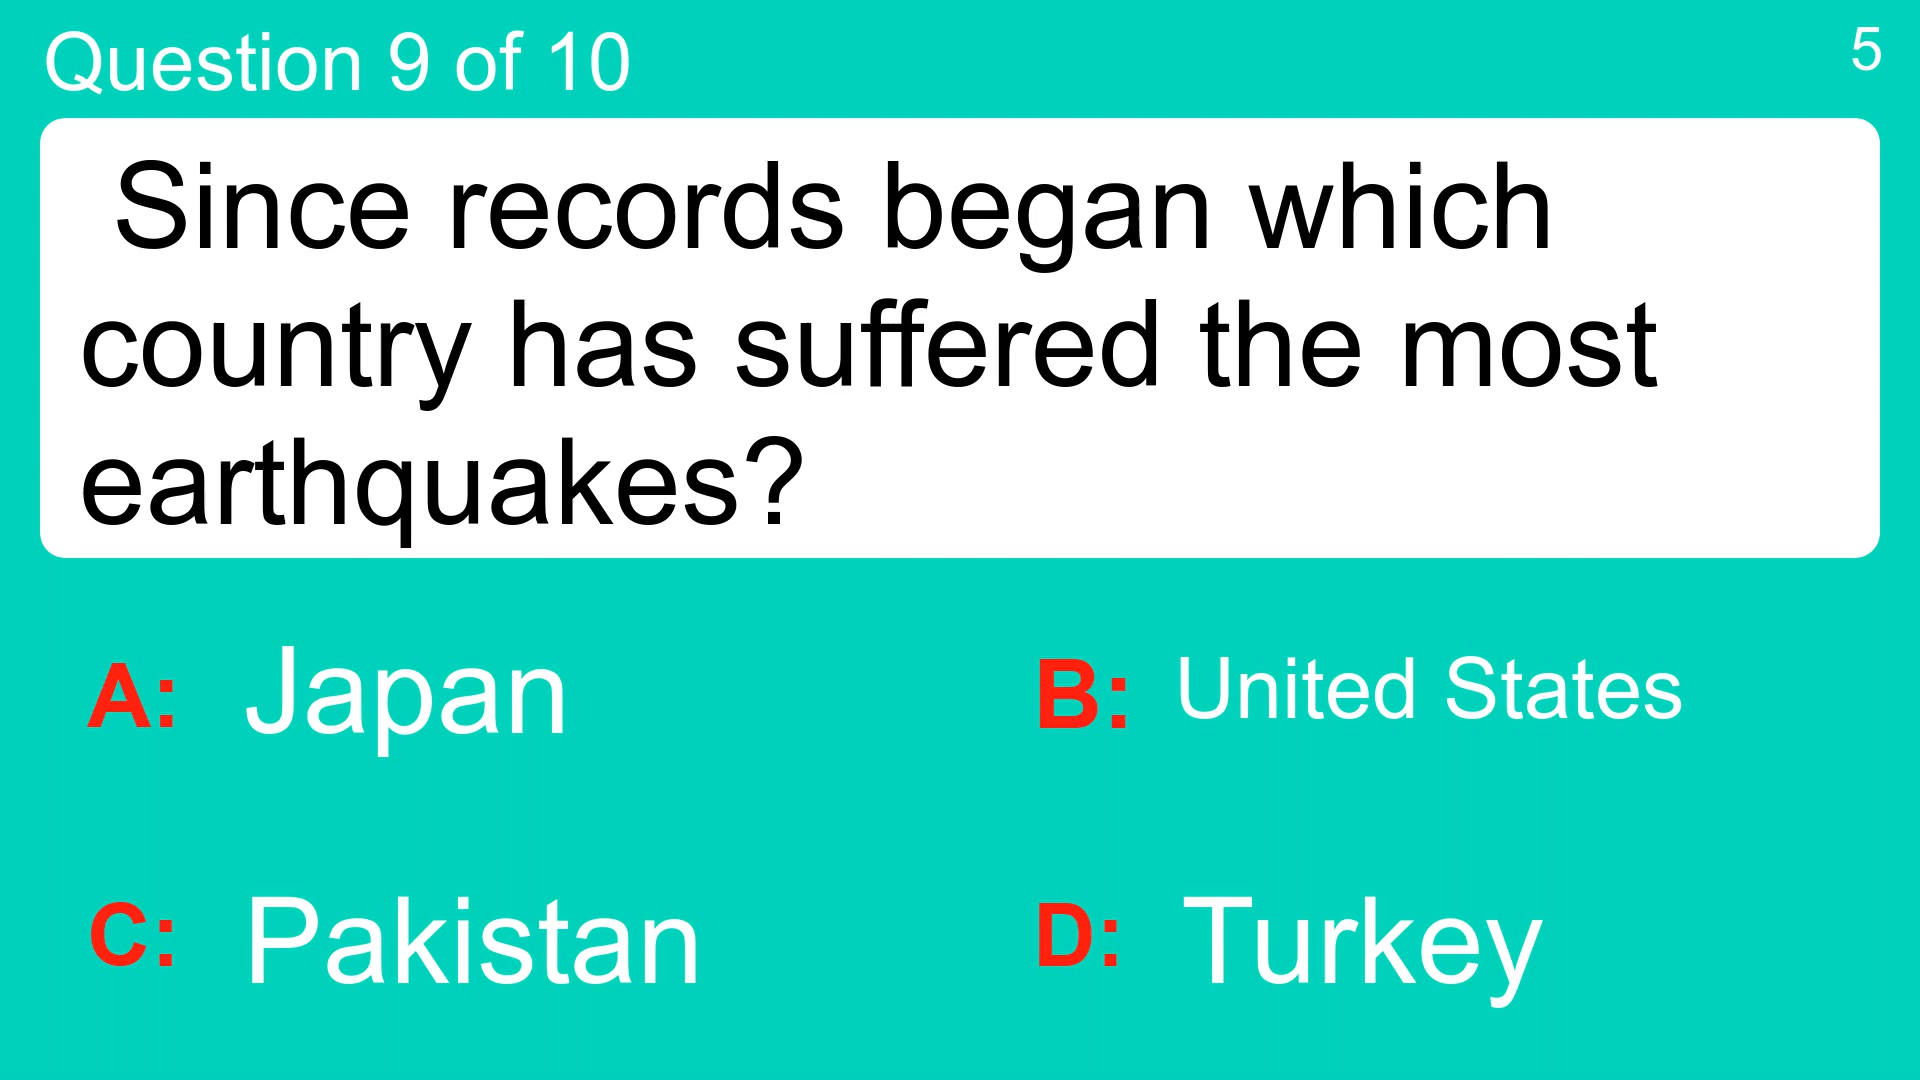 Question 9 of 10
5
Since records began which
country has suffered the most
earthquakes?
A: Japan
B: United States
C: Pakistan
D: Turkey